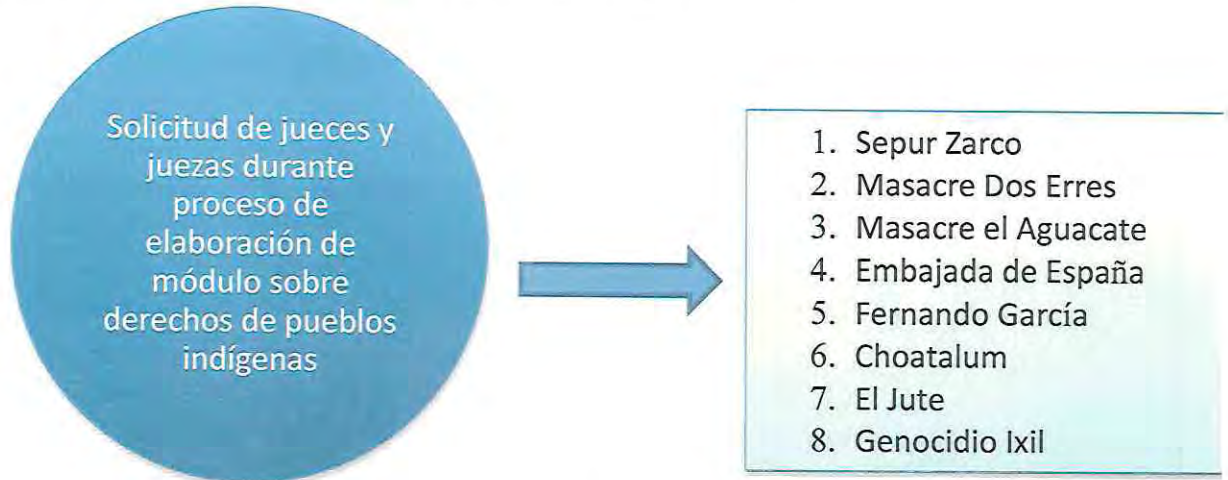 Solicitud de jueces y
juezas durante
proceso de
elaboración de
módulo sobre
derechos de pueblos
indígenas
1. Sepur Zarco
2. Masacre Dos Erres
3. Masacre el Aguacate
4. Embajada de España
5. Fernando García
6. Choatalum
7. El Jute
8. Genocidio Ixil